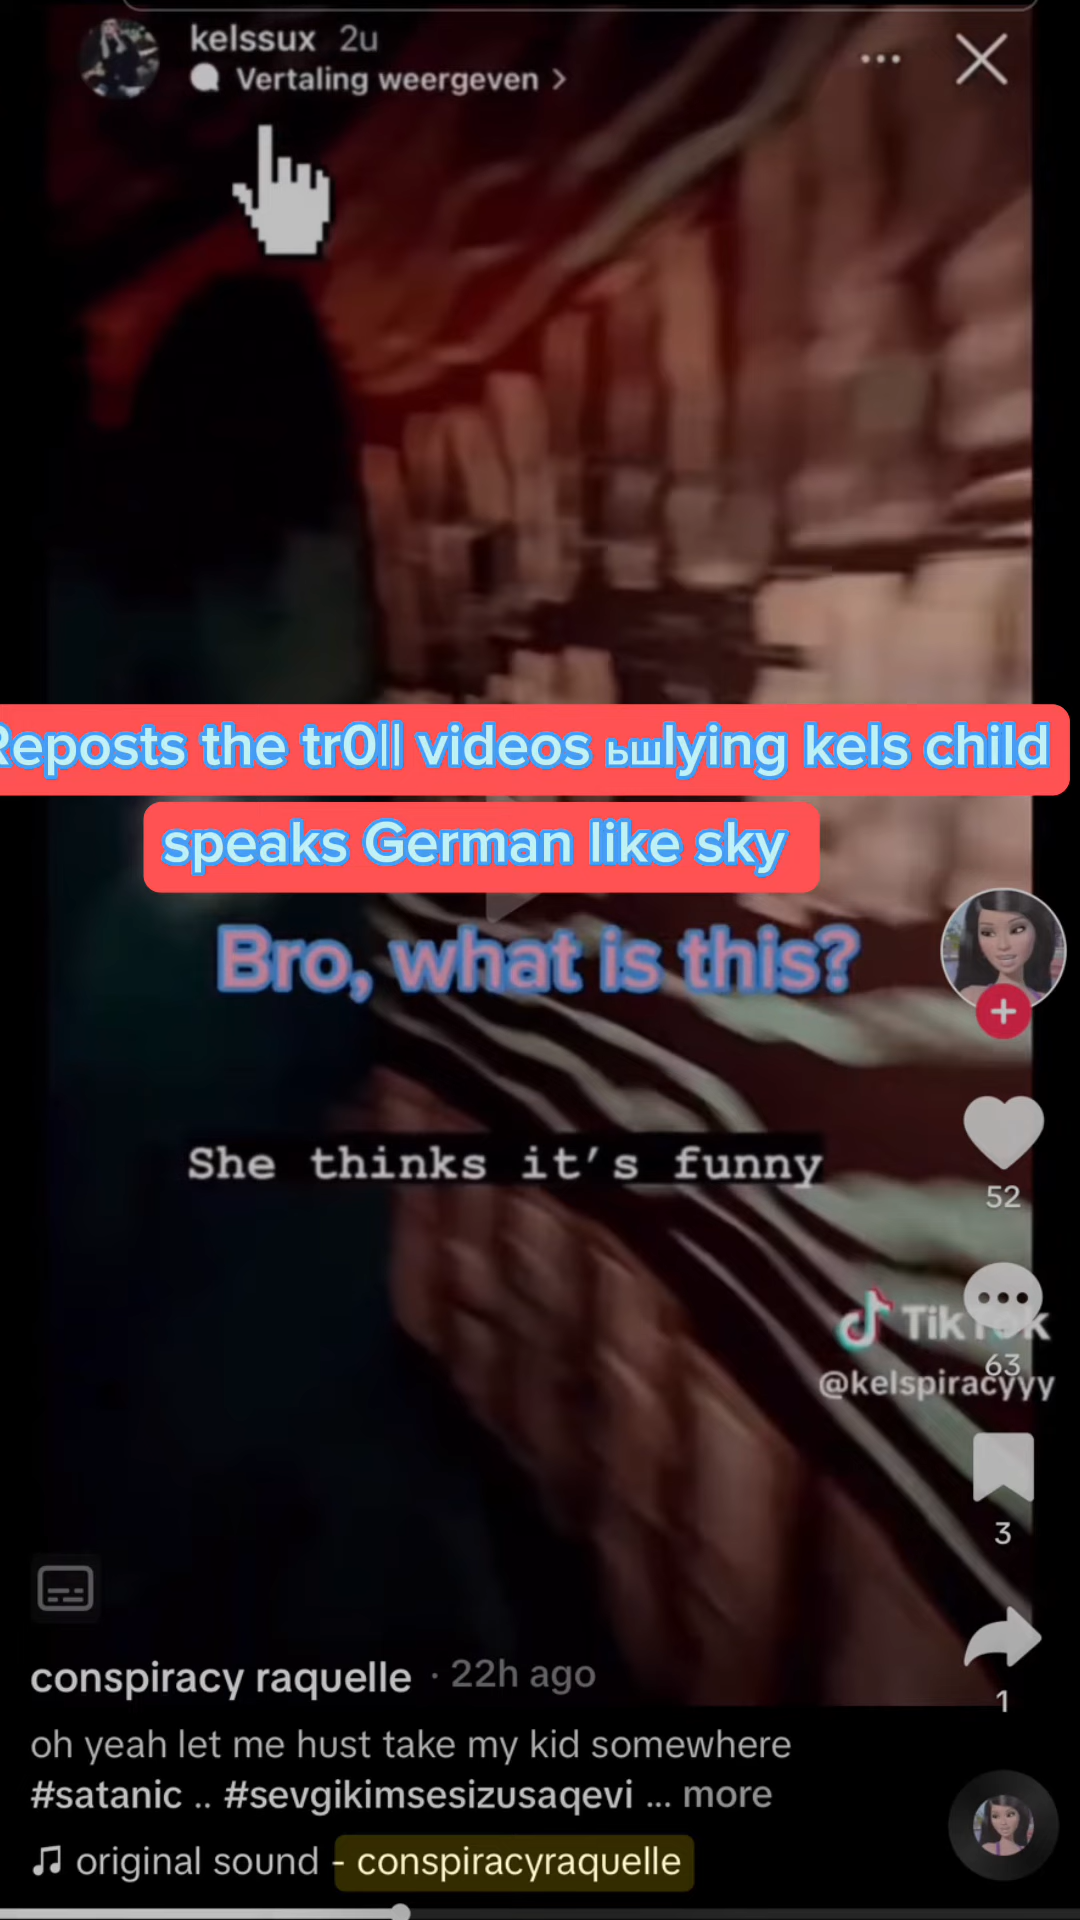 kelssux 2u
Vertaling weergeven >
Reposts the tr0ll videos ьшlying kels child
speaks German like sky
Bro, what is this?
She thinks it's funny
52
TikTok
63
@kelspiracyyy
3
1
conspiracy raquelle · 22h ago
oh yeah let me hust take my kid somewhere
#satanic .. #sevgikimsesizusaqevi ... more
original sound - conspiracyraquelle